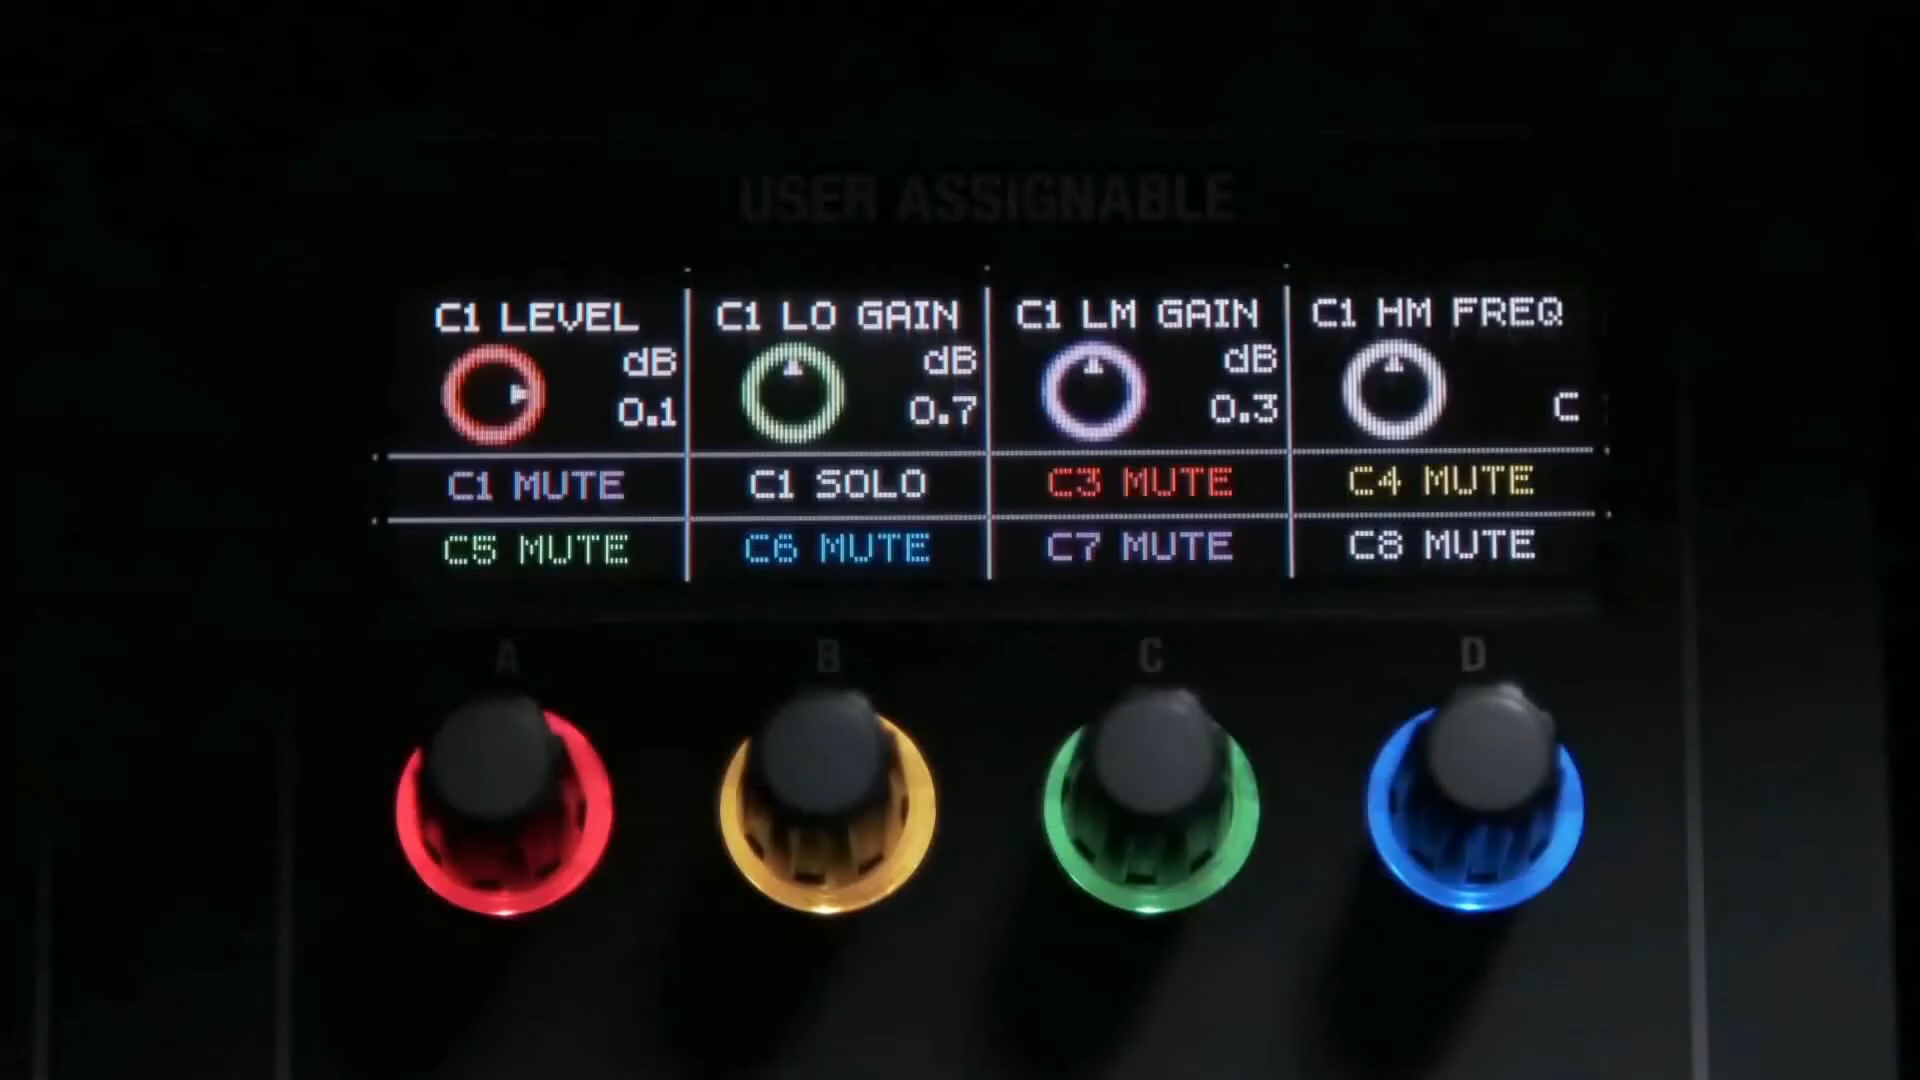 USER ASSIGNABLE
C1 LEVEL
dB
0.1
C1 LO GAIN
dB
0.7
C1 LM GAIN
dB
0.3
C1 HM FREQ
C
C1 MUTE
C1 SOLO
C3 MUTE
C4 MUTE
C5 MUTE
C6 MUTE
C7 MUTE
C8 MUTE
A
B
C
D